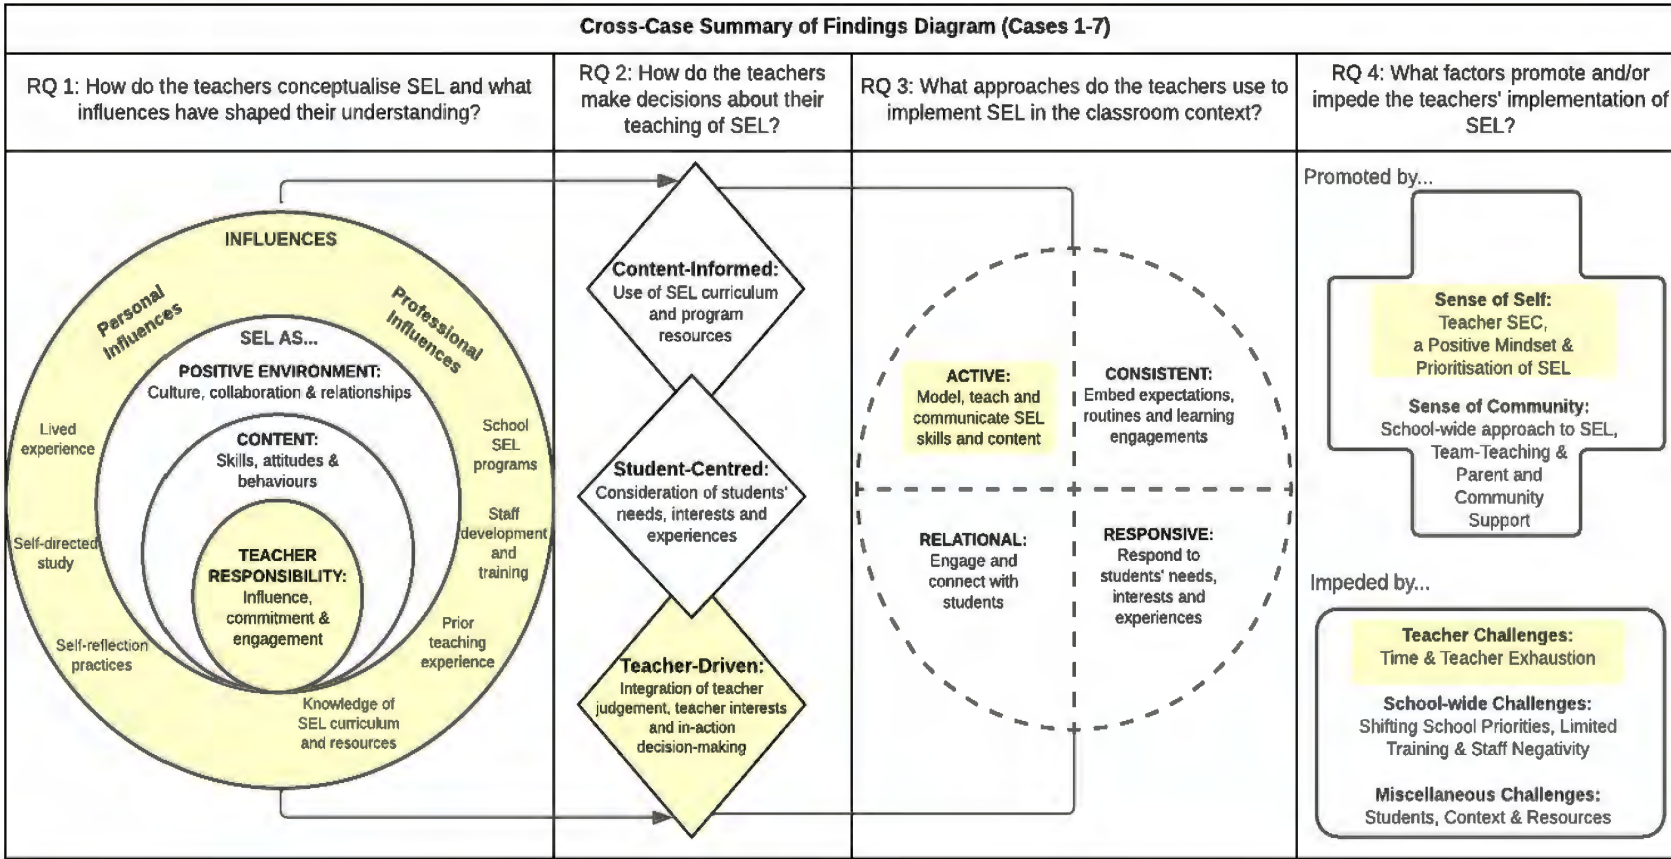 Cross-Case Summary of Findings Diagram (Cases 1-7)
RQ 1: How do the teachers conceptualise SEL and what
influences have shaped their understanding?
RQ 2: How do the teachers
make decisions about their
teaching of SEL?
RQ 3: What approaches do the teachers use to
implement SEL in the classroom context?
RQ 4: What factors promote and/or
impede the teachers' implementation of
SEL?
INFLUENCES
Personal
Influences
Professional
Influences
SEL AS...
POSITIVE ENVIRONMENT:
Culture, collaboration & relationships
CONTENT:
Skills, attitudes &
behaviours
TEACHER
RESPONSIBILITY:
Influence,
commitment &
engagement
Lived
experience
Self-directed
study
Self-reflection
practices
School
SEL
programs
Staff
development
and
training
Prior
teaching
experience
Knowledge of
SEL curriculum
and resources
Content-Informed:
Use of SEL curriculum
and program
resources
Student-Centred:
Consideration of students'
needs, interests and
experiences
Teacher-Driven:
Integration of teacher
judgement, teacher interests
and in-action
decision-making
ACTIVE:
Model, teach and
communicate SEL
skills and content
CONSISTENT:
Embed expectations,
routines and learning
engagements
RELATIONAL:
Engage and
connect with
students
RESPONSIVE:
Respond to
students' needs,
interests and
experiences
Promoted by...
Sense of Self:
Teacher SEC,
a Positive Mindset &
Prioritisation of SEL
Sense of Community:
School-wide approach to SEL,
Team-Teaching &
Parent and
Community
Support
Impeded by...
Teacher Challenges:
Time & Teacher Exhaustion
School-wide Challenges:
Shifting School Priorities, Limited
Training & Staff Negativity
Miscellaneous Challenges:
Students, Context & Resources